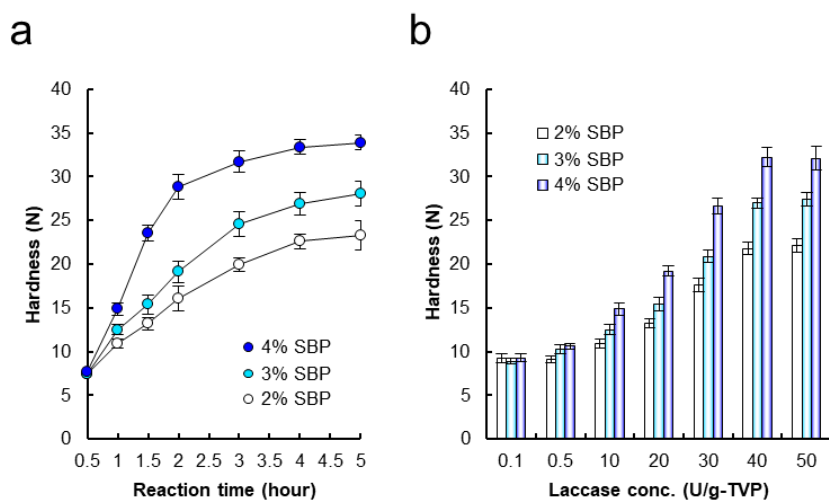 a
40
35
30
25
20
15
10
5
0
Hardness (N)
4% SBP
3% SBP
2% SBP
0.5 1 1.5 2 2.5 3 3.5 4 4.5 5
Reaction time (hour)
b
40
35
30
25
20
15
10
5
0
Hardness (N)
2% SBP
3% SBP
4% SBP
0.1 0.5 10 20 30 40 50
Laccase conc. (U/g-TVP)